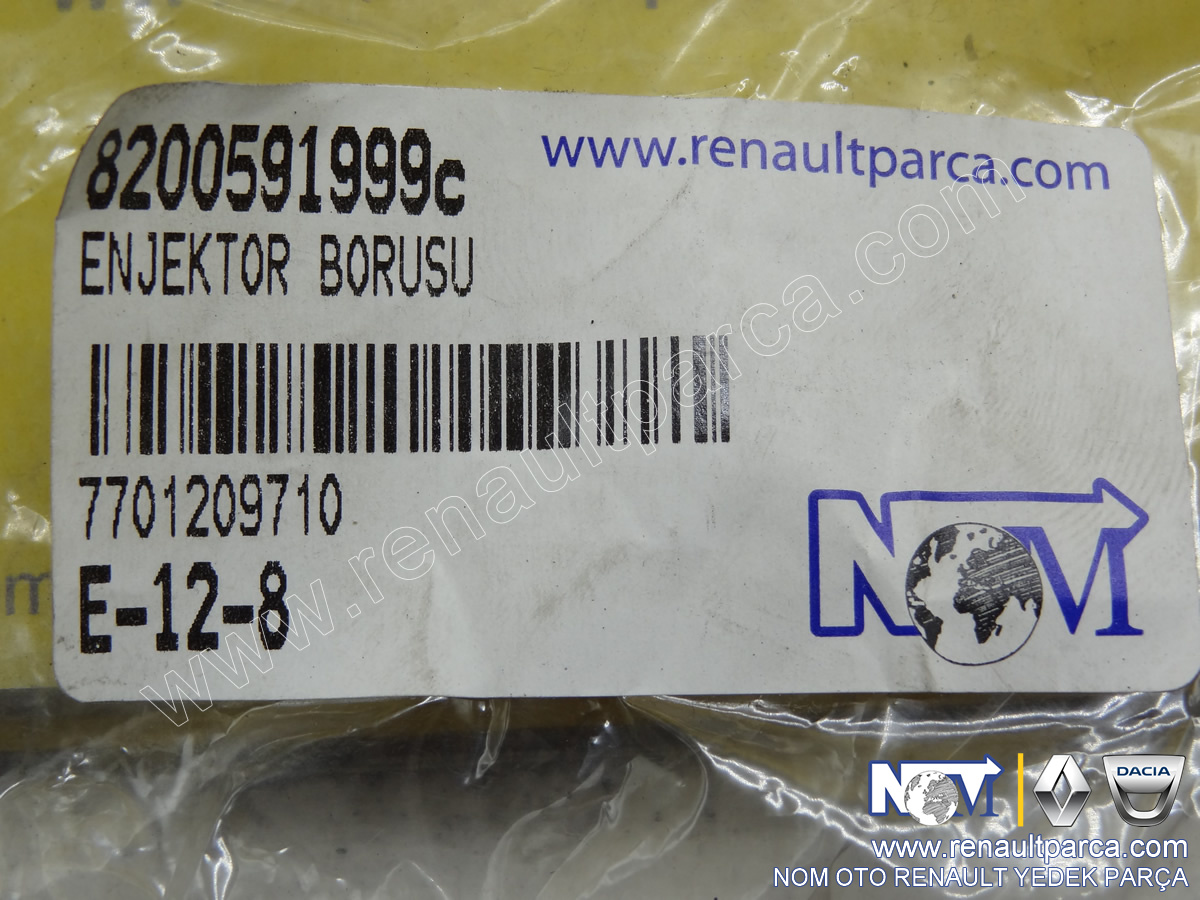 8200591999c
www.renaultparca.com
ENJEKTOR BORUSU
7701209710
E-12-8
NOM
www.renaultparca.com
NOM
DACIA
www.renaultparca.com
NOM OTO RENAULT YEDEK PARÇA